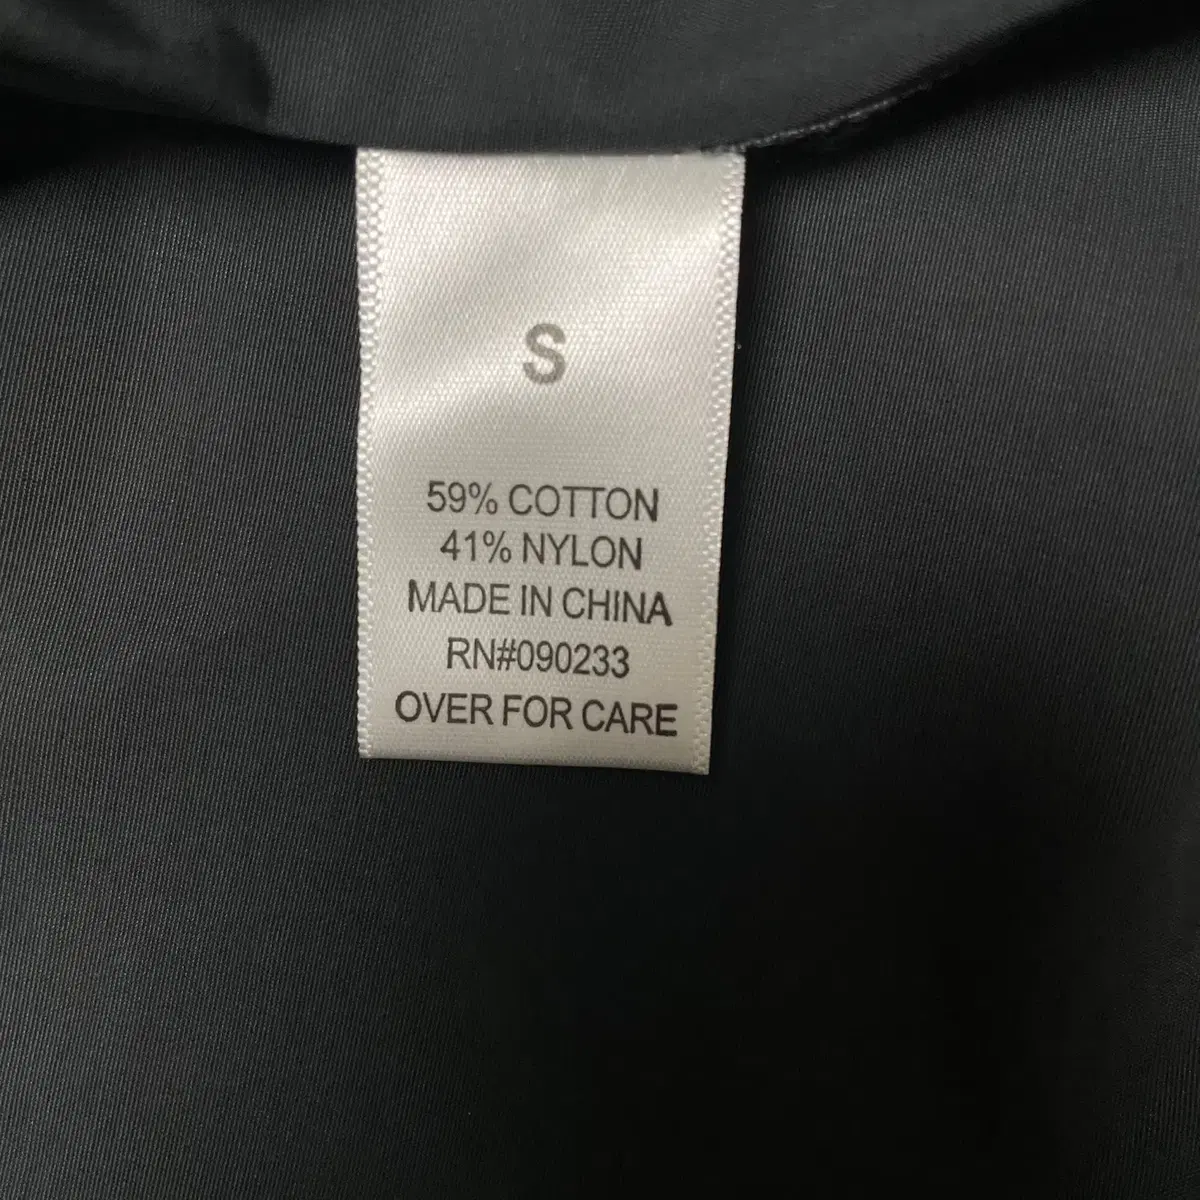 S
59% COTTON
41% NYLON
MADE IN CHINA
RN#090233
OVER FOR CARE